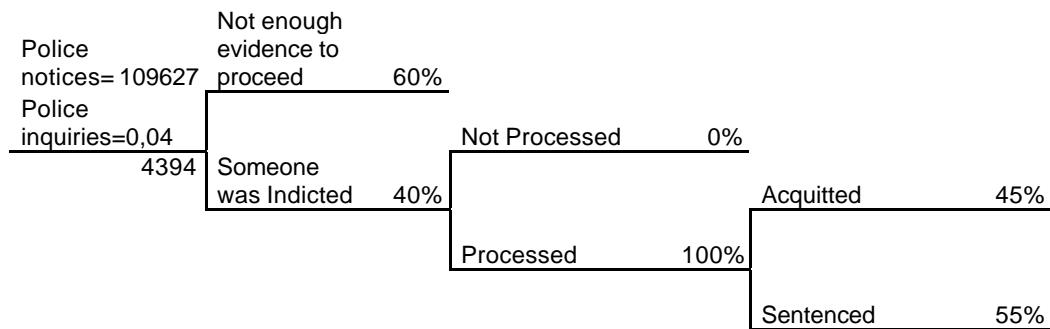 Not enough
Police evidence to
notices= 109627 proceed 60%
Police
inquiries=0,04 Not Processed 0%
4394 Someone
was Indicted 40% Acquitted 45%
Processed 100%
Sentenced 55%